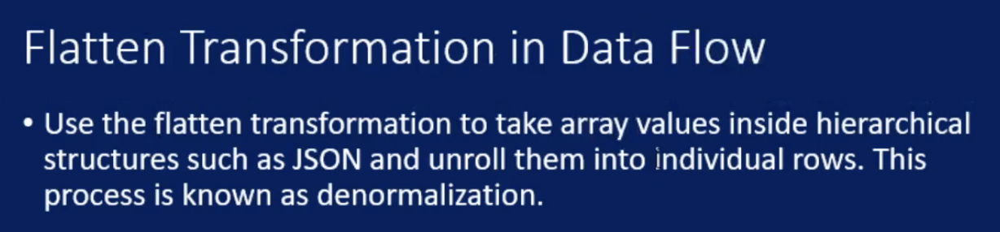 Flatten Transformation in Data Flow
• Use the flatten transformation to take array values inside hierarchical
structures such as JSON and unroll them into individual rows. This
process is known as denormalization.